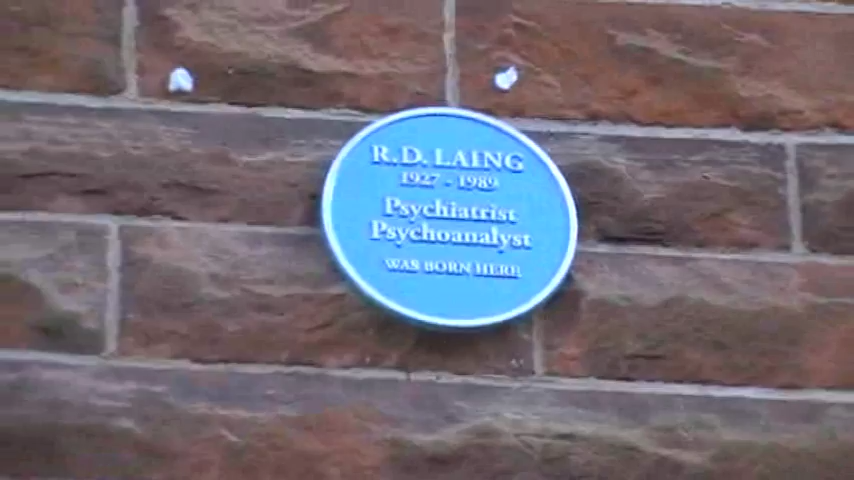 R.D. LAING
1927 - 1989
Psychiatrist
Psychoanalyst
WAS BORN HERE